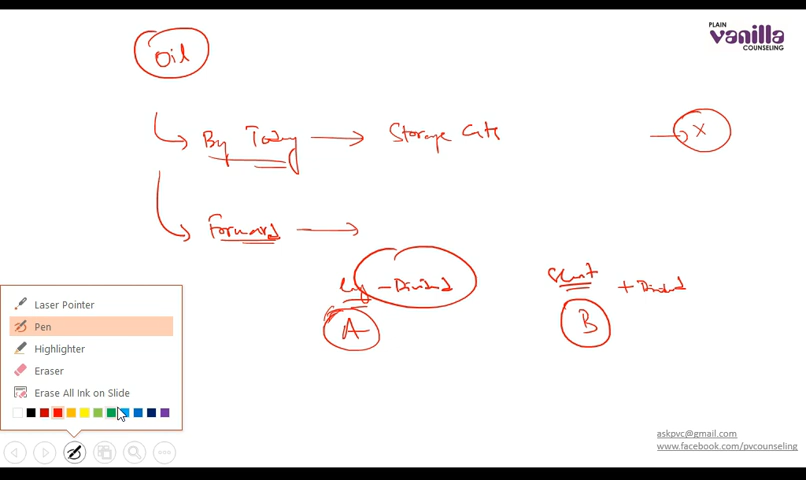 PLAIN
vanilla
COUNSELING
Oil
By Today → Storage Cost
X
Forward →
Long - Dividend
Short + Dividend
A
B
Laser Pointer
Pen
Highlighter
Eraser
Erase All Ink on Slide
askpvc@gmail.com
www.facebook.com/pvcounseling